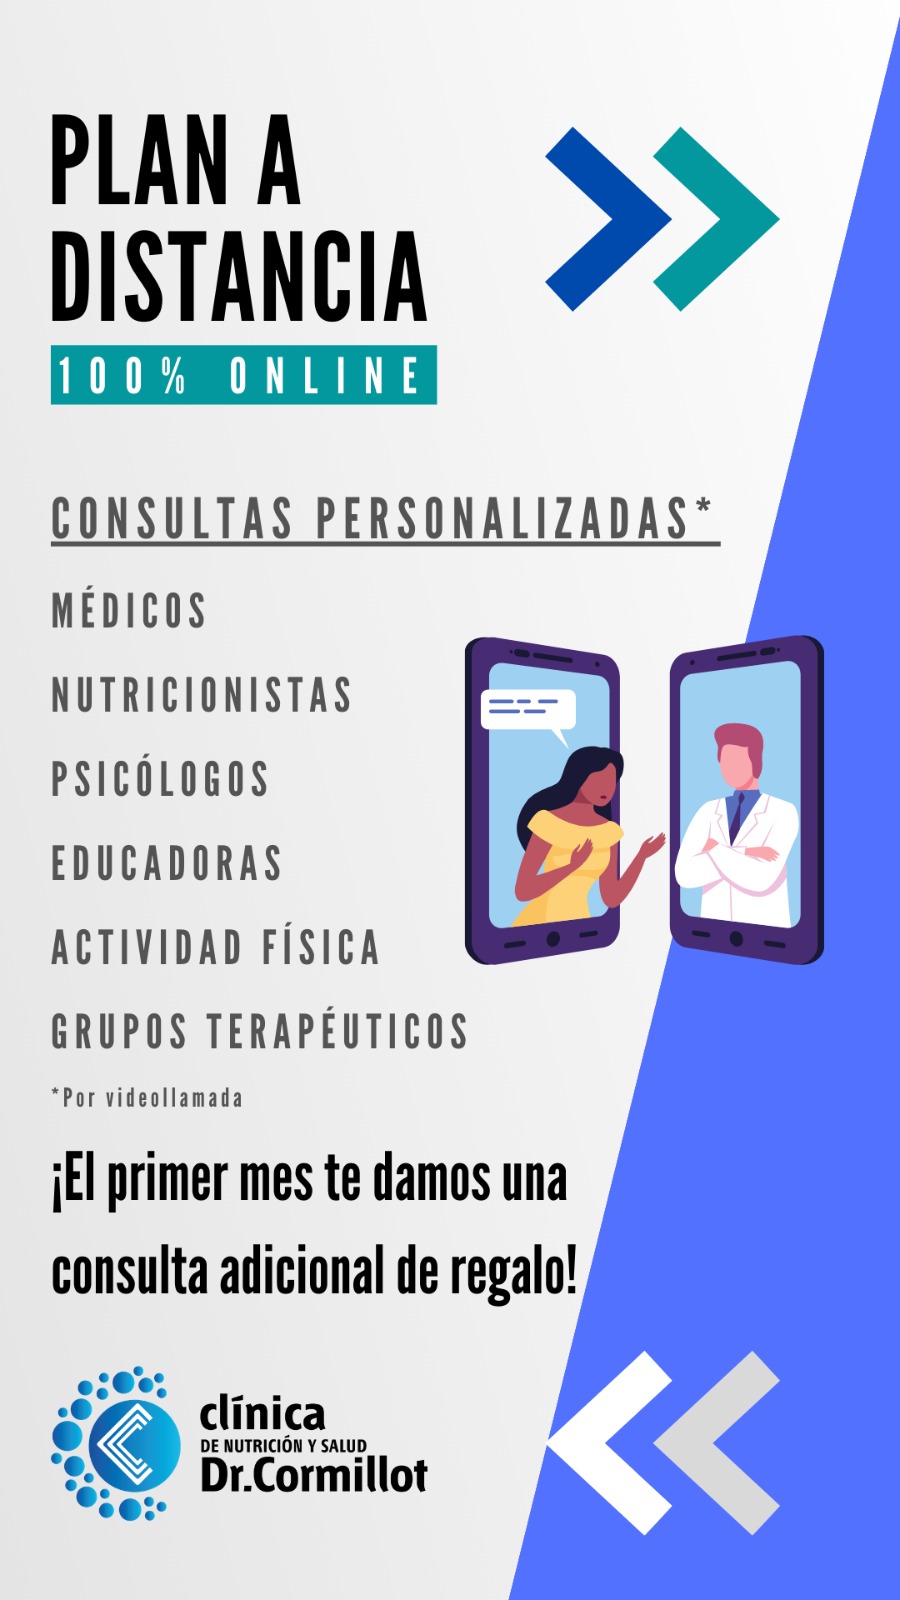 PLAN A
DISTANCIA
100% ONLINE
CONSULTAS PERSONALIZADAS*
MÉDICOS
NUTRICIONISTAS
PSICÓLOGOS
EDUCADORAS
ACTIVIDAD FÍSICA
GRUPOS TERAPÉUTICOS
*Por videollamada
¡El primer mes te damos una
consulta adicional de regalo!
clínica
DE NUTRICIÓN Y SALUD
Dr.Cormillot